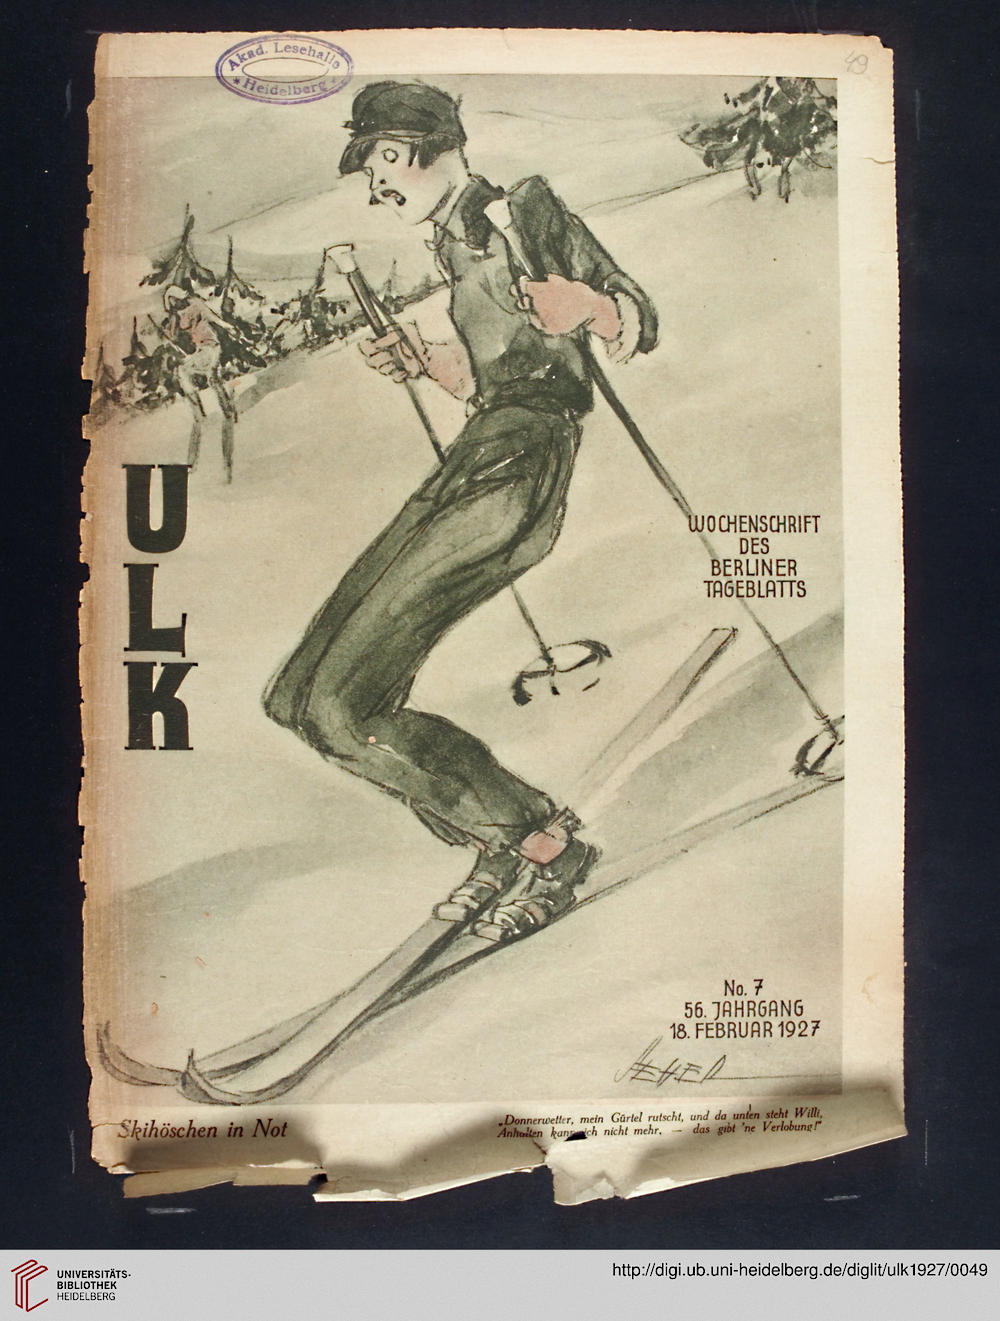 Akad. Lesehalle
* Heidelberg *
49
ULK
WOCHENSCHRIFT
DES
BERLINER
TAGEBLATTS
No. 7
56. JAHRGANG
18. FEBRUAR 1927
Skihöschen in Not
„Donnerwetter, mein Gürtel rutscht, und da unten steht Willi,
Anhalten kann ich nicht mehr, — das gibt 'ne Verlobung!"
UNIVERSITÄTS-
BIBLIOTHEK
HEIDELBERG
http://digi.ub.uni-heidelberg.de/diglit/ulk1927/0049